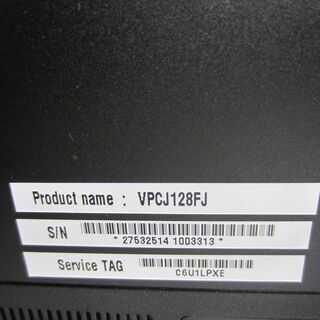 Product name : VPCJ128FJ
S/N * 27532514 1003313 *
Service TAG C6U1LPXE